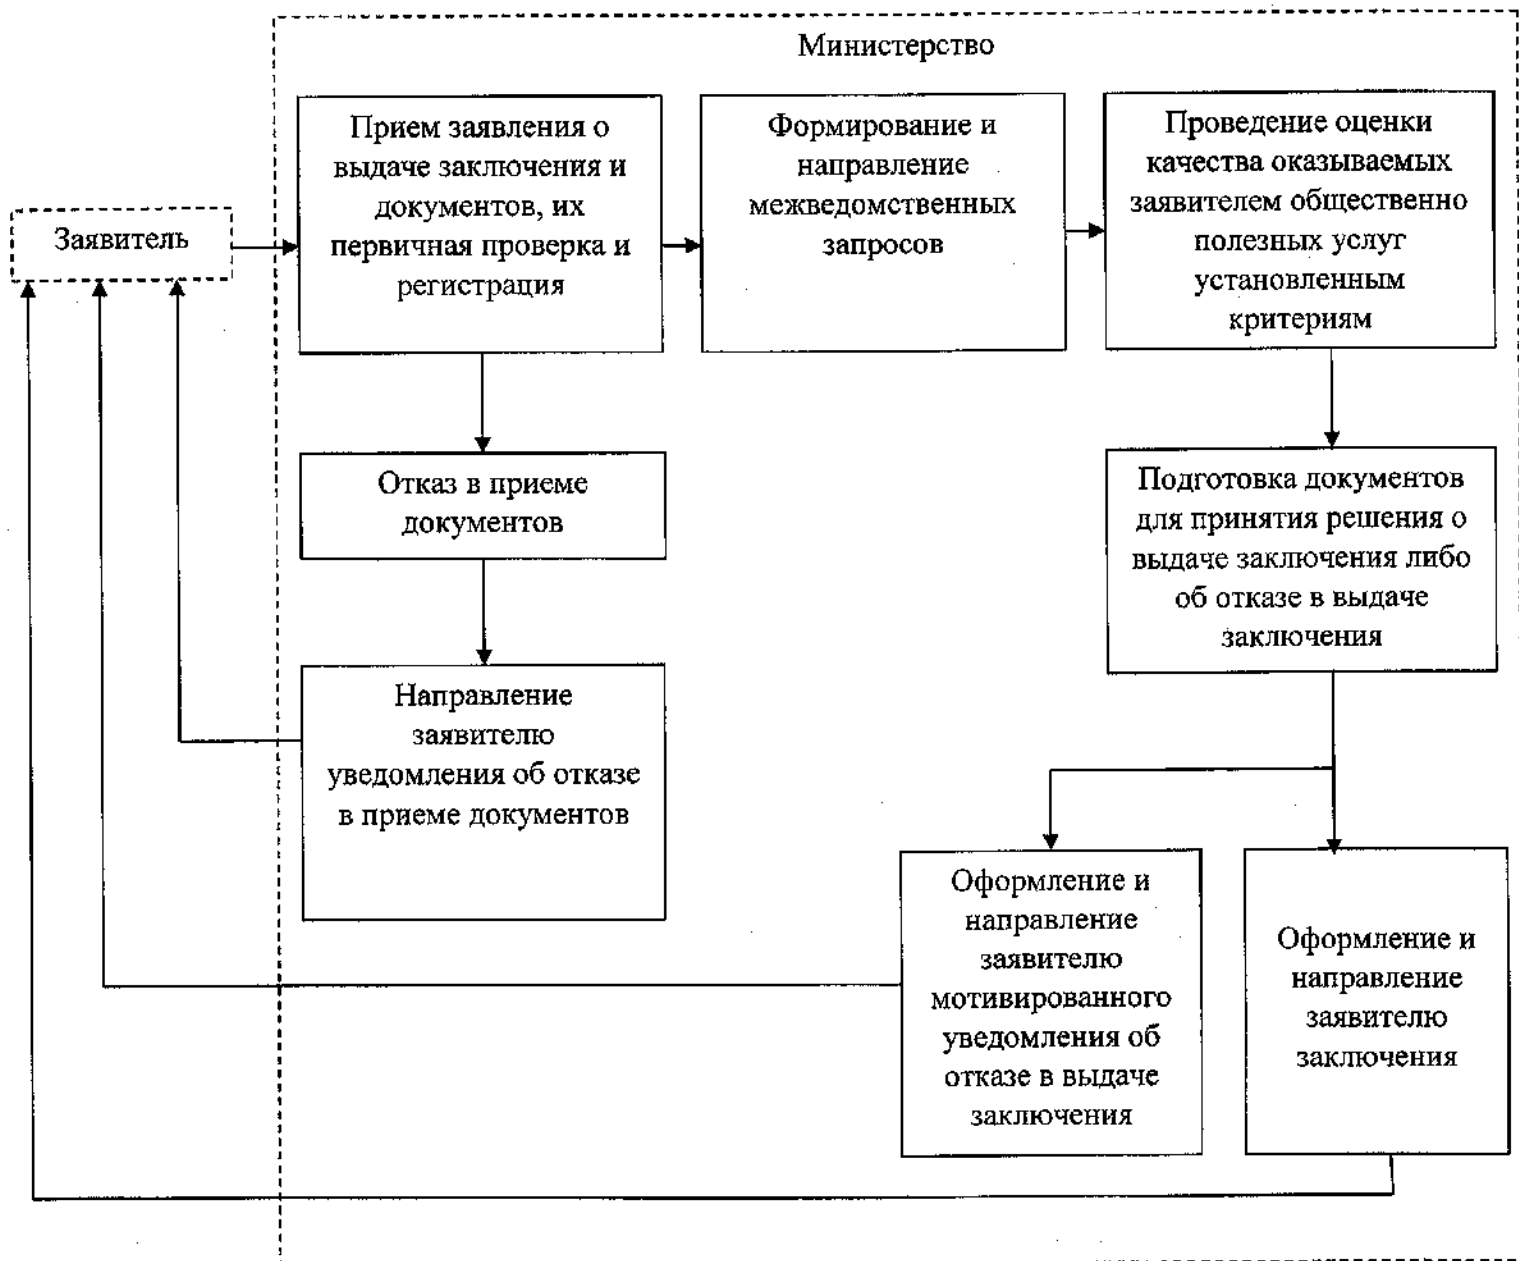 Министерство
Заявитель
Прием заявления о
выдаче заключения и
документов, их
первичная проверка и
регистрация
Формирование и
направление
межведомственных
запросов
Проведение оценки
качества оказываемых
заявителем общественно
полезных услуг
установленным
критериям
Отказ в приеме
документов
Подготовка документов
для принятия решения о
выдаче заключения либо
об отказе в выдаче
заключения
Направление
заявителю
уведомления об отказе
в приеме документов
Оформление и
направление
заявителю
мотивированного
уведомления об
отказе в выдаче
заключения
Оформление и
направление
заявителю
заключения